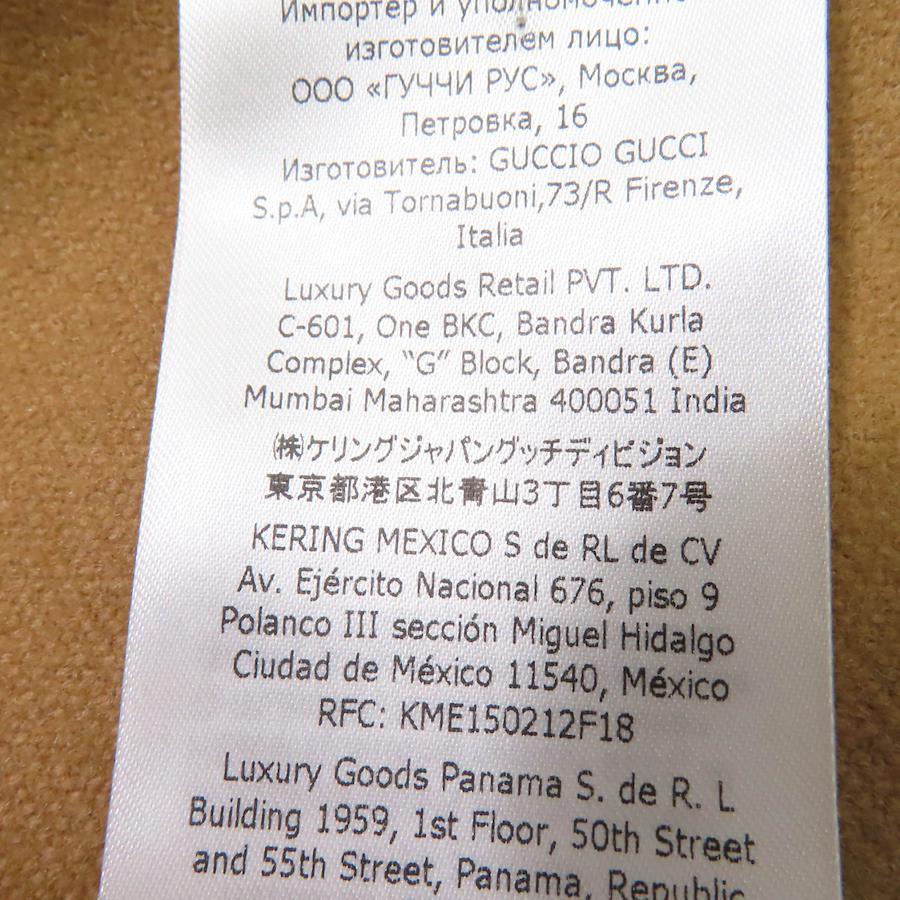 Импортер и уполномоченное
изготовителем лицо:
ООО «ГУЧЧИ РУС», Москва,
Петровка, 16
Изготовитель: GUCCIO GUCCI
S.p.A, via Tornabuoni,73/R Firenze,
Italia
Luxury Goods Retail PVT. LTD.
C-601, One BKC, Bandra Kurla
Complex, “G” Block, Bandra (E)
Mumbai Maharashtra 400051 India
㈱ケリングジャパングッチディビジョン
東京都港区北青山3丁目6番7号
KERING MEXICO S de RL de CV
Av. Ejército Nacional 676, piso 9
Polanco III sección Miguel Hidalgo
Ciudad de México 11540, México
RFC: KME150212F18
Luxury Goods Panama S. de R. L
Building 1959, 1st Floor, 50th Street
and 55th Street, Panama, Republic